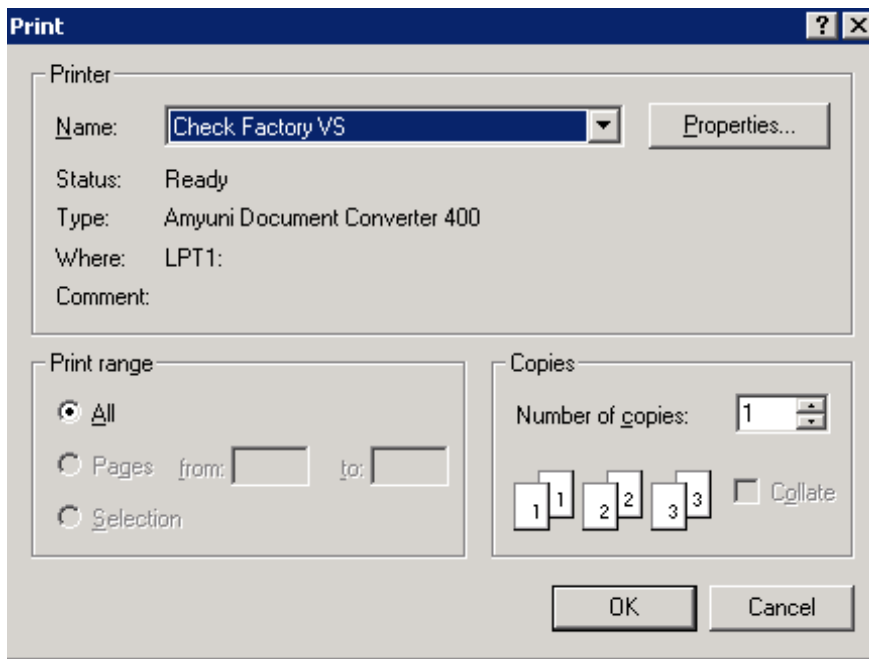 Print
Printer
Name: Check Factory VS Properties...
Status: Ready
Type: Amyuni Document Converter 400
Where: LPT1:
Comment:
Print range
All
Pages from: to:
Selection
Copies
Number of copies: 1
1 1 2 2 3 3 Collate
OK Cancel